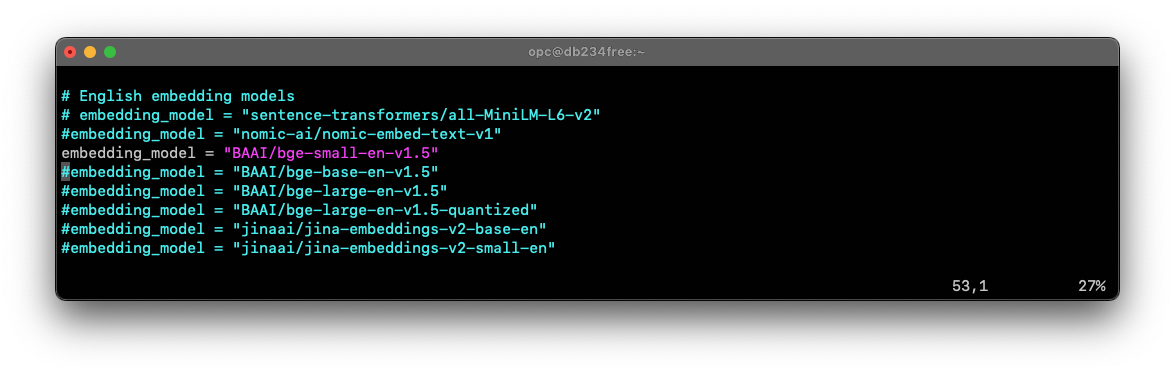 opc@db234free:~
# English embedding models
# embedding_model = "sentence-transformers/all-MiniLM-L6-v2"
#embedding_model = "nomic-ai/nomic-embed-text-v1"
embedding_model = "BAAI/bge-small-en-v1.5"
#embedding_model = "BAAI/bge-base-en-v1.5"
#embedding_model = "BAAI/bge-large-en-v1.5"
#embedding_model = "BAAI/bge-large-en-v1.5-quantized"
#embedding_model = "jinaai/jina-embeddings-v2-base-en"
#embedding_model = "jinaai/jina-embeddings-v2-small-en"
53,1 27%